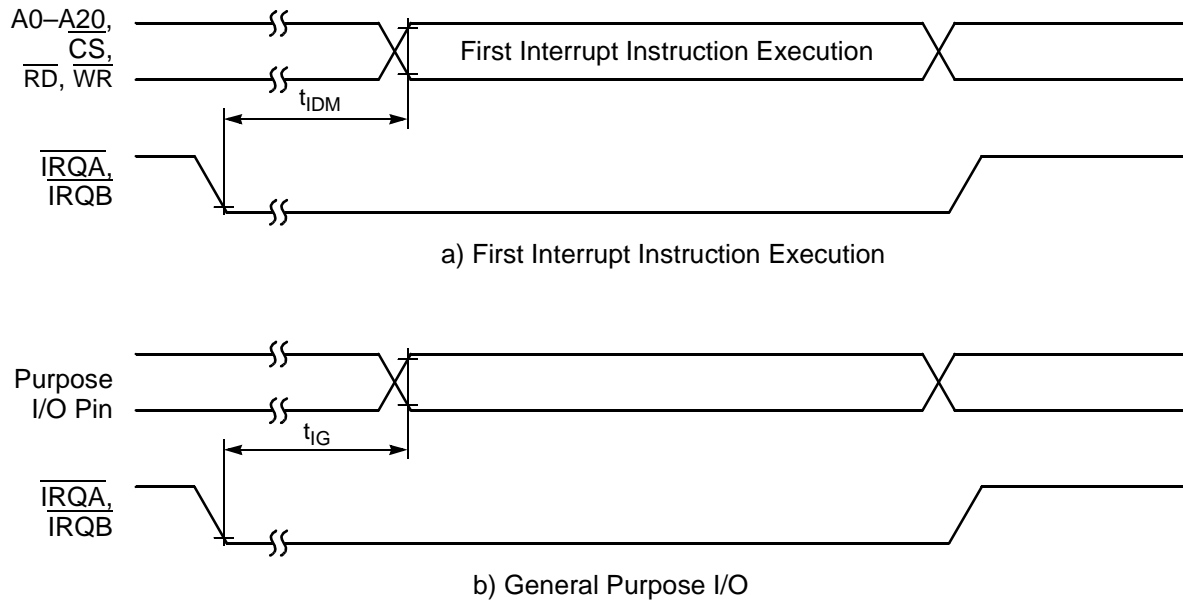 A0–A20,
CS,
RD, WR
First Interrupt Instruction Execution
tIDM
IRQA,
IRQB
a) First Interrupt Instruction Execution
Purpose
I/O Pin
tIG
IRQA,
IRQB
b) General Purpose I/O